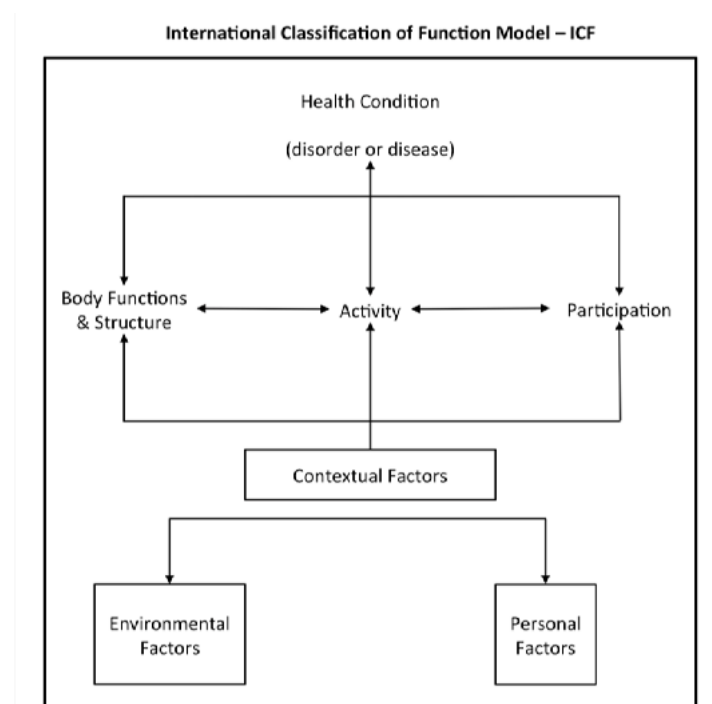 International Classification of Function Model – ICF
Health Condition
(disorder or disease)
Body Functions
& Structure
Activity
Participation
Contextual Factors
Environmental
Factors
Personal
Factors